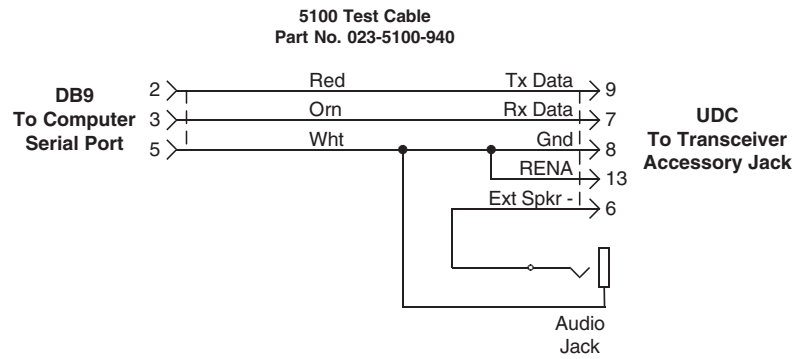 5100 Test Cable
Part No. 023-5100-940
DB9
To Computer
Serial Port
2
3
5
Red
Orn
Wht
Tx Data
Rx Data
Gnd
RENA
Ext Spkr -
9
7
8
13
6
UDC
To Transceiver
Accessory Jack
Audio
Jack